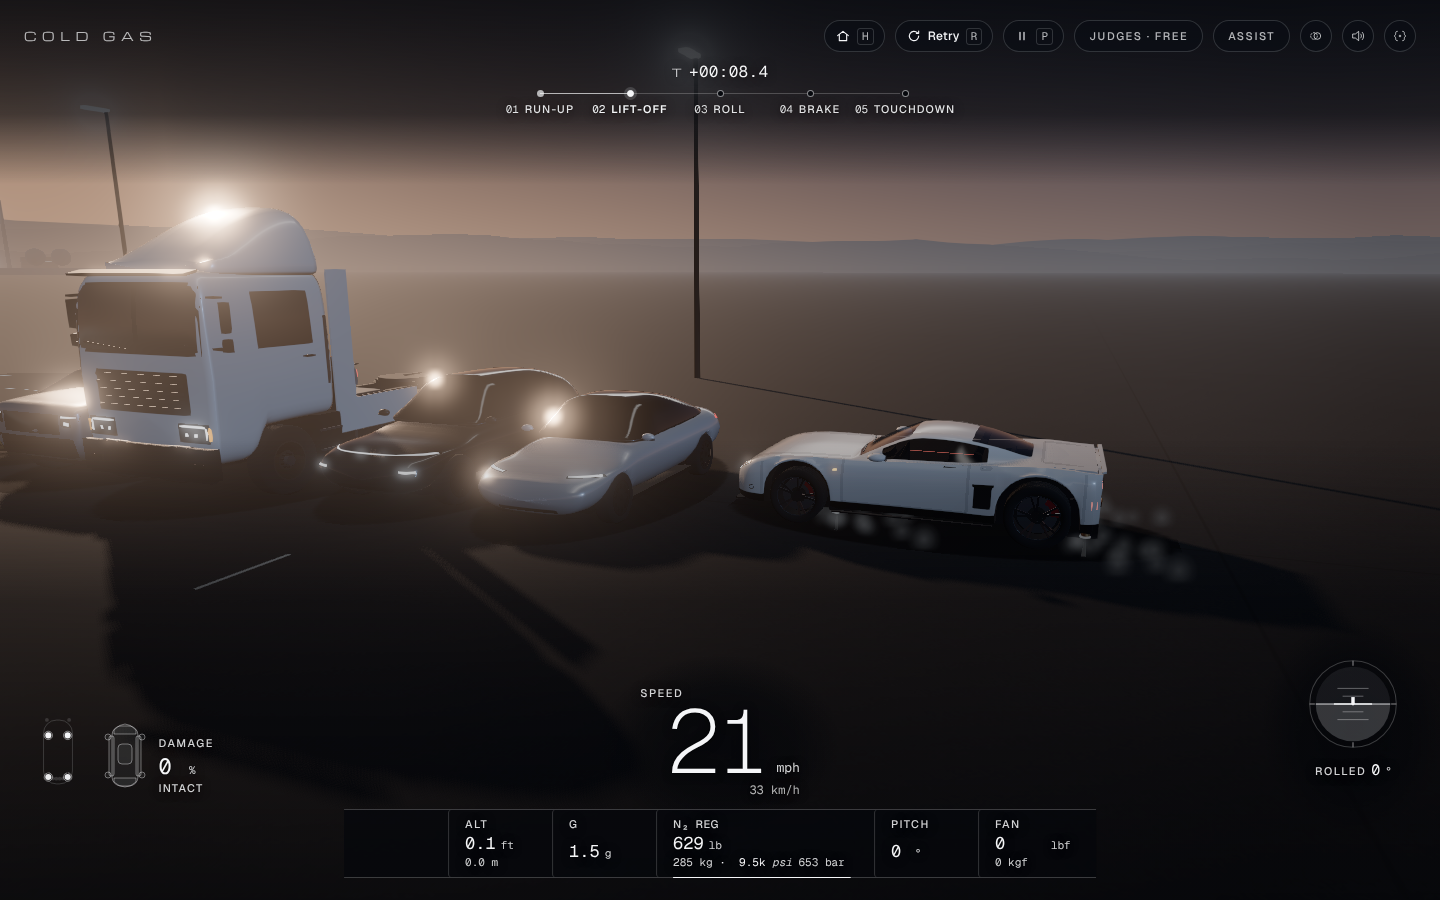 COLD GAS
H
Retry R
P
JUDGES · FREE
ASSIST
T +00:08.4
01 RUN-UP 02 LIFT-OFF 03 ROLL 04 BRAKE 05 TOUCHDOWN
SPEED
21 mph
33 km/h
DAMAGE
0 %
INTACT
ROLLED 0 °
ALT
0.1 ft
0.0 m
G
1.5 g
N₂ REG
629 lb
285 kg · 9.5k psi 653 bar
PITCH
0 °
FAN
0 lbf
0 kgf